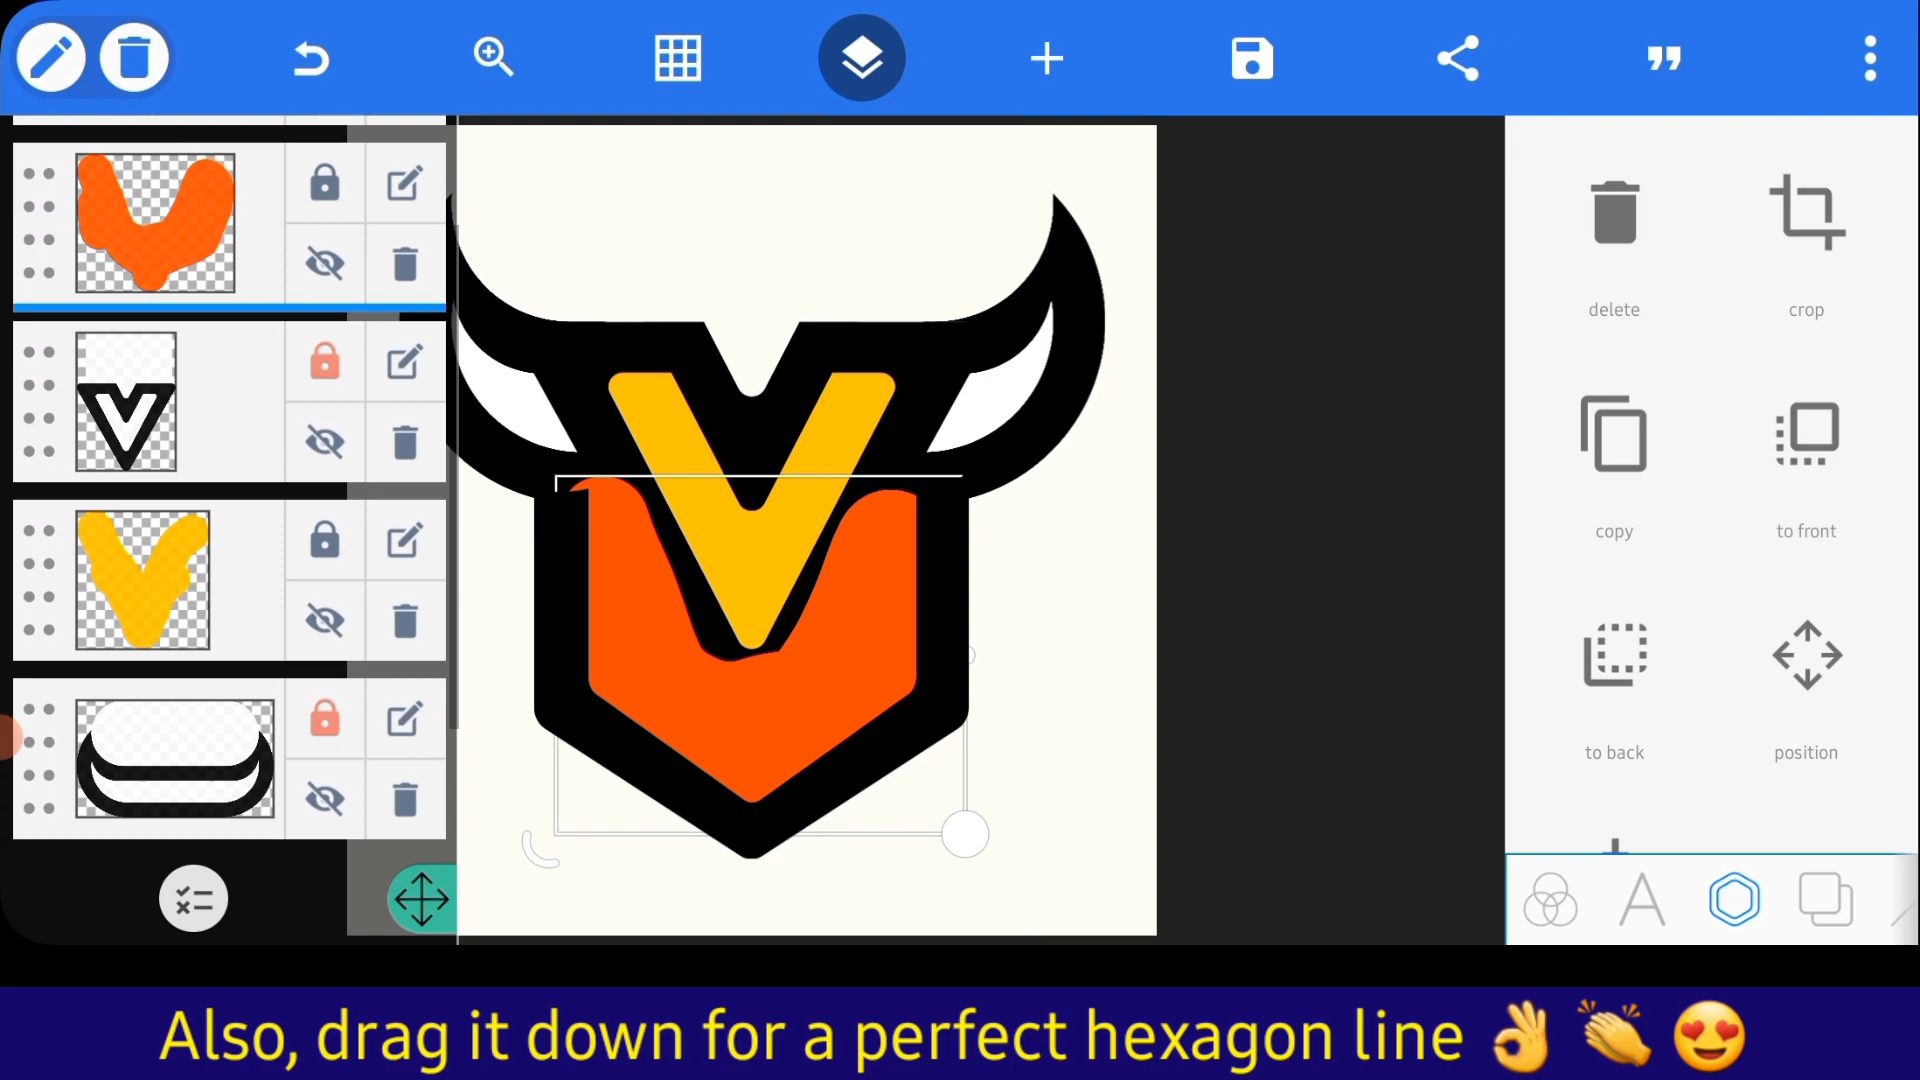 delete
crop
copy
to front
to back
position
Also, drag it down for a perfect hexagon line 👌 👏 😍